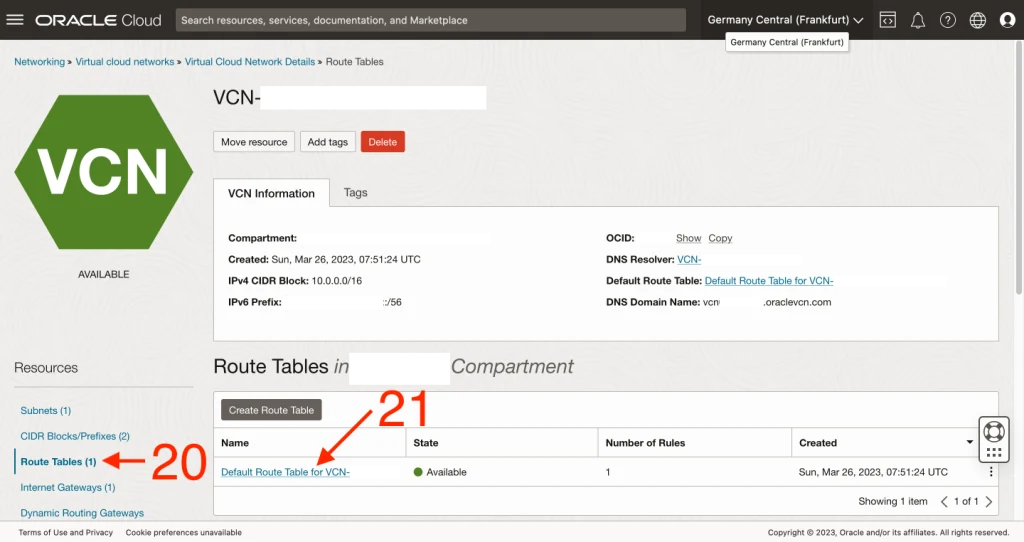 ORACLE Cloud
Search resources, services, documentation, and Marketplace
Germany Central (Frankfurt)
Germany Central (Frankfurt)
Networking » Virtual cloud networks » Virtual Cloud Network Details » Route Tables
VCN
AVAILABLE
VCN-
Move resource
Add tags
Delete
VCN Information
Tags
Compartment:
Created: Sun, Mar 26, 2023, 07:51:24 UTC
IPv4 CIDR Block: 10.0.0.0/16
IPv6 Prefix: ::/56
OCID: Show Copy
DNS Resolver: VCN-
Default Route Table: Default Route Table for VCN-
DNS Domain Name: vcn .oraclevcn.com
Resources
Subnets (1)
CIDR Blocks/Prefixes (2)
Route Tables (1)
20
Internet Gateways (1)
Dynamic Routing Gateways
Route Tables in Compartment
21
Create Route Table
Name State Number of Rules Created
Default Route Table for VCN- Available 1 Sun, Mar 26, 2023, 07:51:24 UTC
Showing 1 item 1 of 1
Terms of Use and Privacy Cookie preferences unavailable
Copyright © 2023, Oracle and/or its affiliates. All rights reserved.